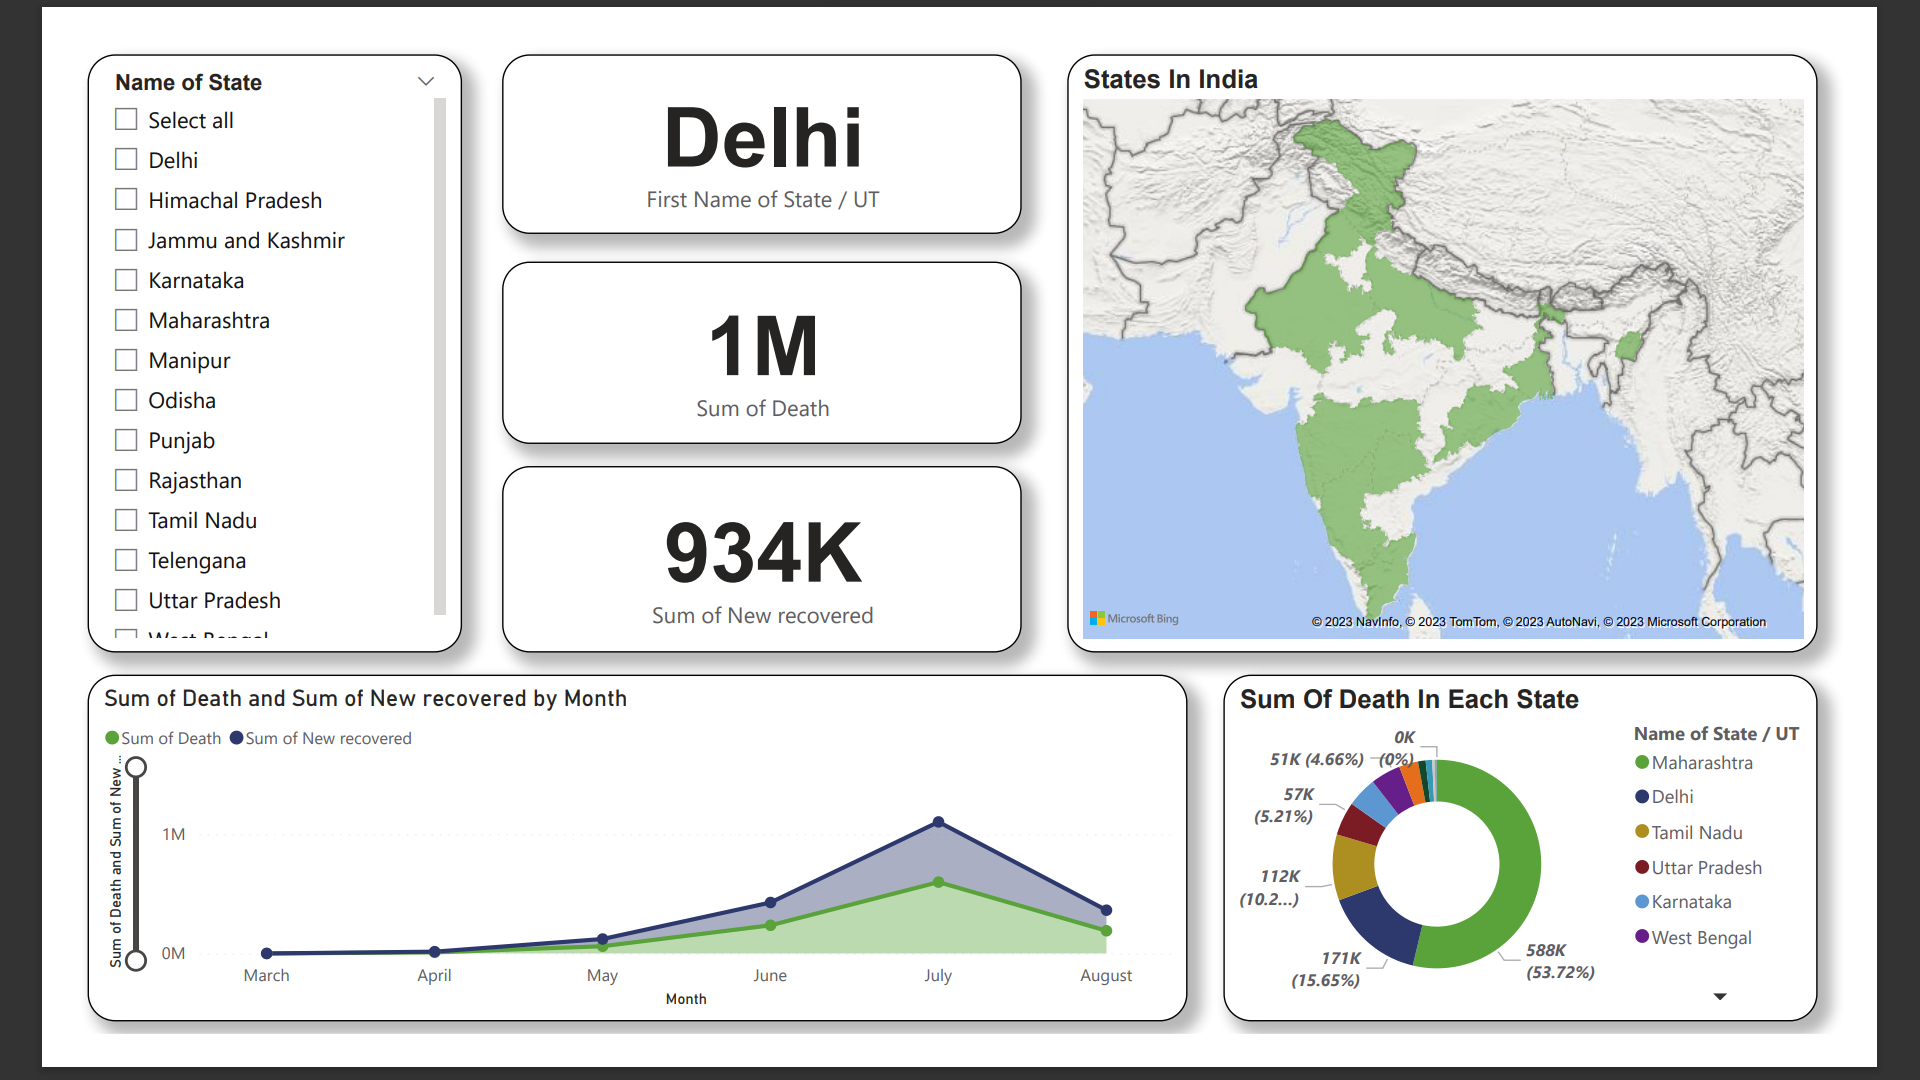 Name of State
Select all
Delhi
Himachal Pradesh
Jammu and Kashmir
Karnataka
Maharashtra
Manipur
Odisha
Punjab
Rajasthan
Tamil Nadu
Telengana
Uttar Pradesh
West Bengal
Delhi
First Name of State / UT
1M
Sum of Death
934K
Sum of New recovered
States In India
Microsoft Bing
© 2023 NavInfo, © 2023 TomTom, © 2023 AutoNavi, © 2023 Microsoft Corporation
Sum of Death and Sum of New recovered by Month
Sum of Death Sum of New recovered
Sum of Death and Sum of New ...
1M
0M
March April May June July August
Month
Sum Of Death In Each State
0K
(0%)
51K (4.66%)
57K
(5.21%)
112K
(10.2...)
171K
(15.65%)
588K
(53.72%)
Name of State / UT
Maharashtra
Delhi
Tamil Nadu
Uttar Pradesh
Karnataka
West Bengal